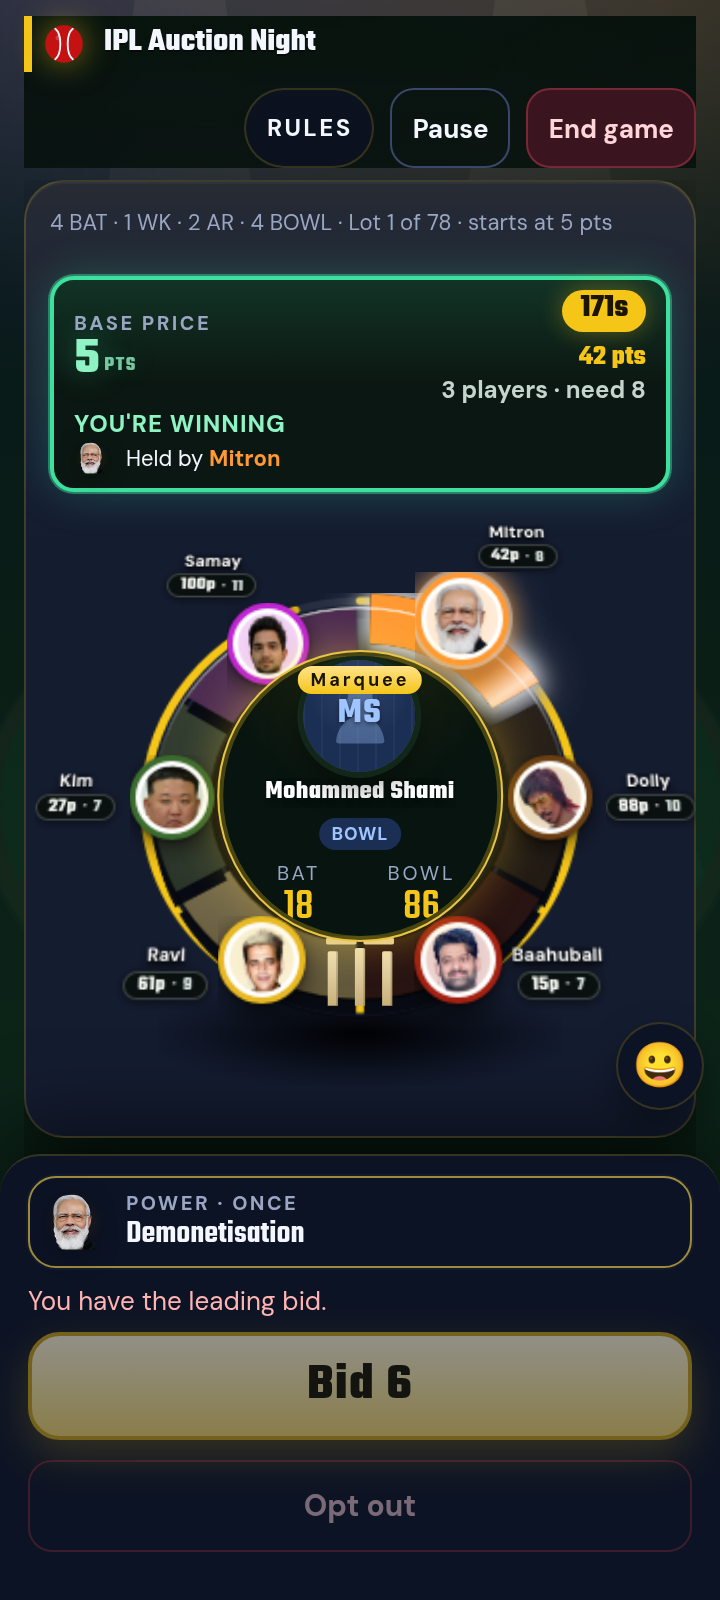 IPL Auction Night
RULES
Pause
End game
4 BAT · 1 WK · 2 AR · 4 BOWL · Lot 1 of 78 · starts at 5 pts
171s
BASE PRICE
5 PTS
42 pts
3 players · need 8
YOU'RE WINNING
Held by Mitron
Mitron
42p · 8
Samay
100p · 11
Marquee
MS
Mohammed Shami
BOWL
BAT
BOWL
18
86
Kim
27p · 7
Dolly
88p · 10
Ravi
61p · 9
Baahubali
15p · 7
POWER · ONCE
Demonetisation
You have the leading bid.
Bid 6
Opt out